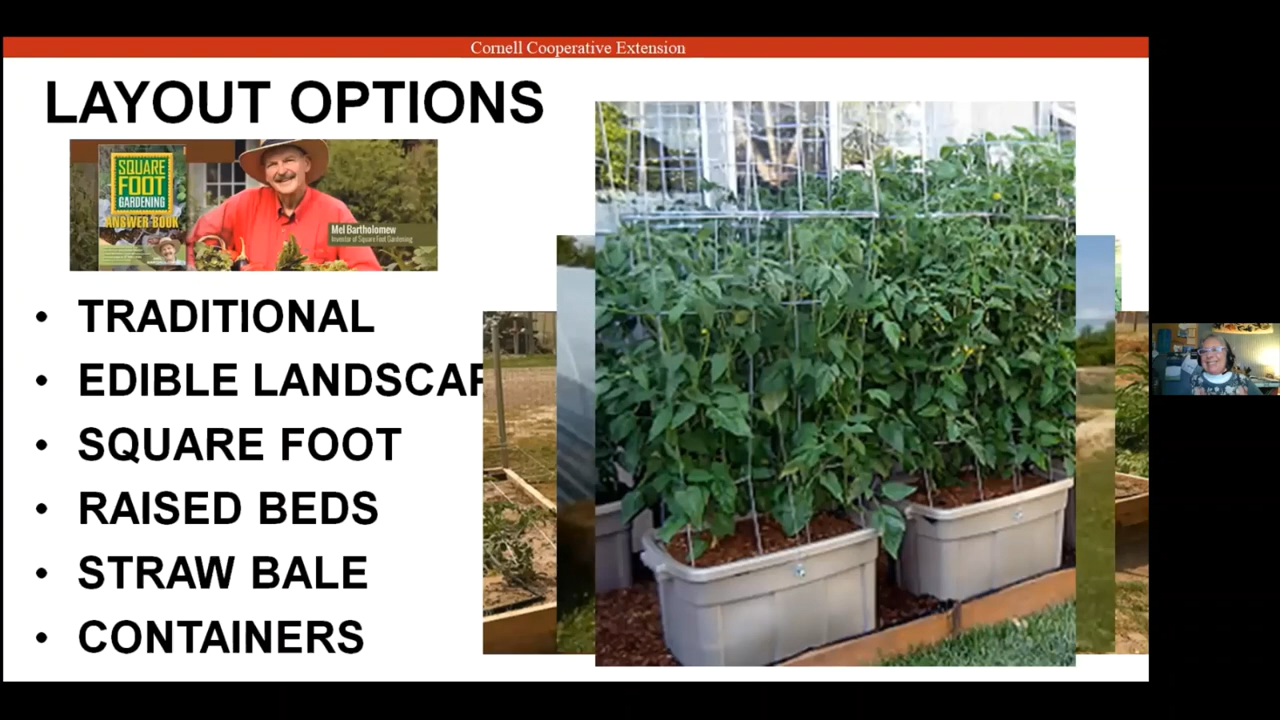 Cornell Cooperative Extension
LAYOUT OPTIONS
SQUARE
FOOT
GARDENING
ANSWER BOOK
Mel Bartholomew
Inventor of Square Foot Gardening
• TRADITIONAL
• EDIBLE LANDSCAP
• SQUARE FOOT
• RAISED BEDS
• STRAW BALE
• CONTAINERS